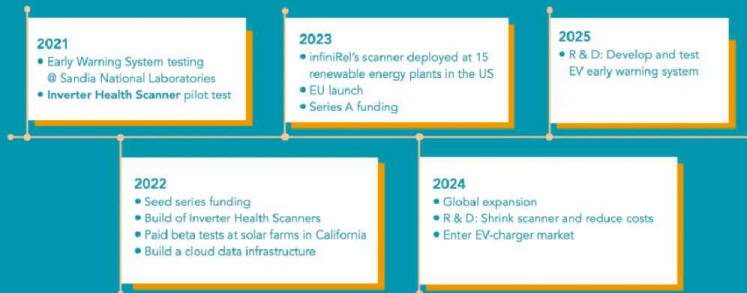 2021
• Early Warning System testing
@ Sandia National Laboratories
• Inverter Health Scanner pilot test
2022
• Seed series funding
• Build of Inverter Health Scanners
• Paid beta tests at solar farms in California
• Build a cloud data infrastructure
2023
• infiniRel's scanner deployed at 15
renewable energy plants in the US
• EU launch
• Series A funding
2024
• Global expansion
• R & D: Shrink scanner and reduce costs
• Enter EV-charger market
2025
• R & D: Develop and test
EV early warning system